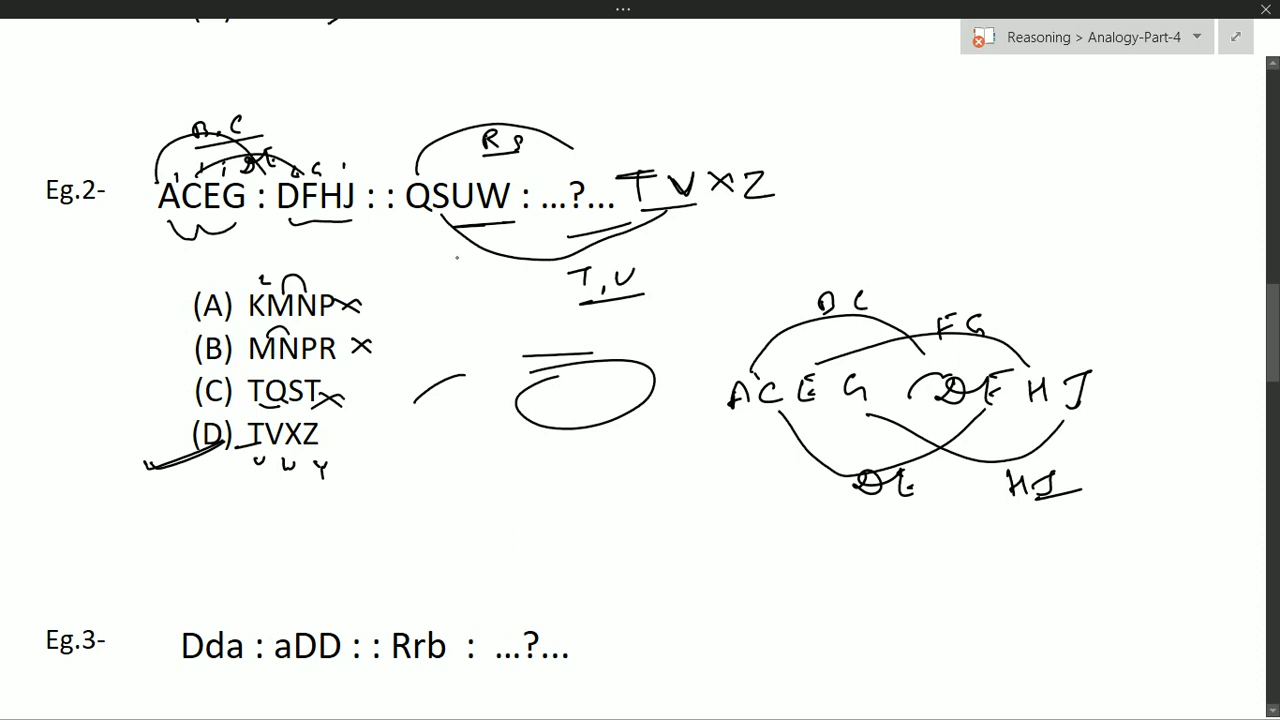 Reasoning > Analogy-Part-4
B, C
R S
Eg.2- ACEG : DFHJ : : QSUW : ...?... TVXZ
T, U
(A) KMNP
(B) MNPR
(C) TQST
(D) TVXZ
U W Y
F G
A C E G D F H J
D E
H I
Eg.3- Dda : aDD : : Rrb : ...?...